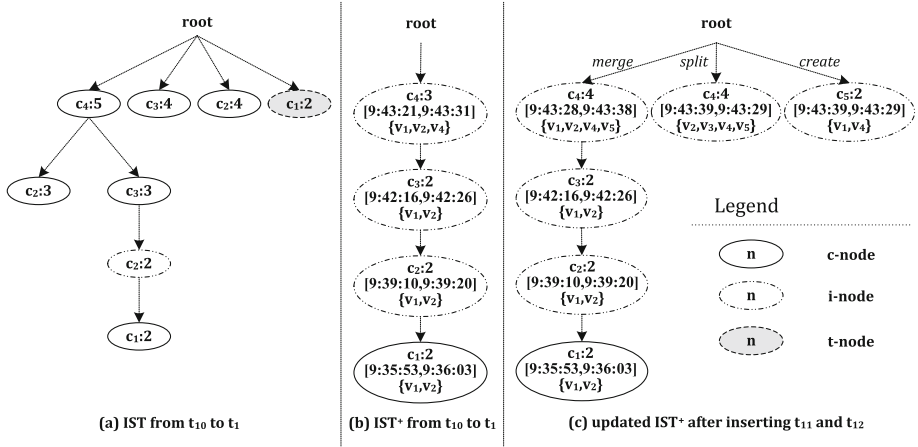 root
c₄:5
c₃:4
c₂:4
c₁:2
c₂:3
c₃:3
c₂:2
c₁:2
(a) IST from t₁₀ to t₁
root
c₄:3
[9:43:21,9:43:31]
{v₁,v₂,v₄}
c₃:2
[9:42:16,9:42:26]
{v₁,v₂}
c₂:2
[9:39:10,9:39:20]
{v₁,v₂}
c₁:2
[9:35:53,9:36:03]
{v₁,v₂}
(b) IST⁺ from t₁₀ to t₁
root
merge
split
create
c₄:4
[9:43:28,9:43:38]
{v₁,v₂,v₄,v₅}
c₄:4
[9:43:39,9:43:29]
{v₂,v₃,v₄,v₅}
c₅:2
[9:43:39,9:43:29]
{v₁,v₄}
c₃:2
[9:42:16,9:42:26]
{v₁,v₂}
c₂:2
[9:39:10,9:39:20]
{v₁,v₂}
c₁:2
[9:35:53,9:36:03]
{v₁,v₂}
Legend
n c-node
n i-node
n t-node
(c) updated IST⁺ after inserting t₁₁ and t₁₂